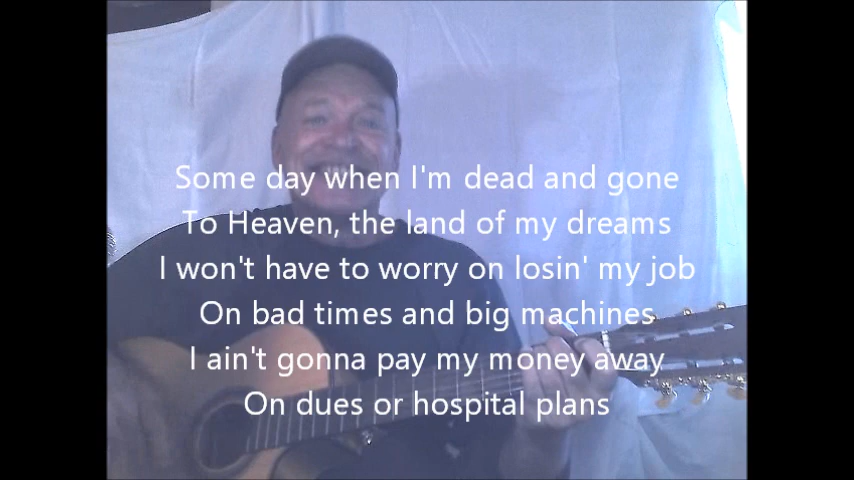 Some day when I'm dead and gone
To Heaven, the land of my dreams
I won't have to worry on losin' my job
On bad times and big machines
I ain't gonna pay my money away
On dues or hospital plans